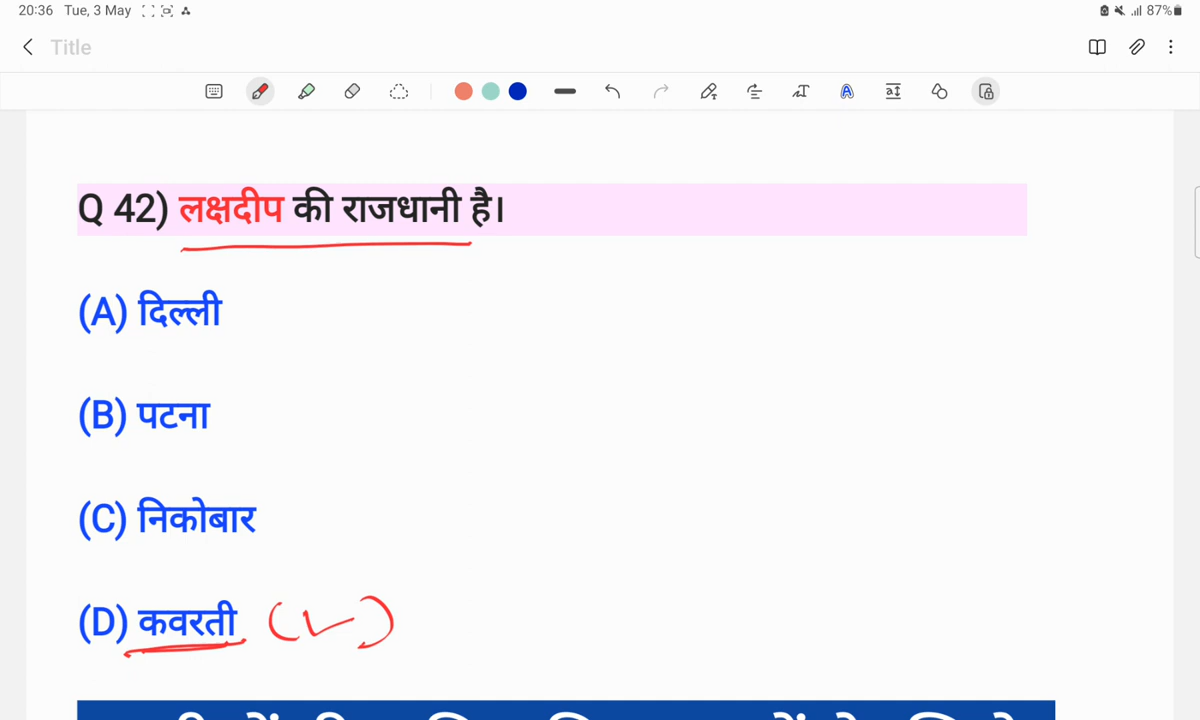 20:36 Tue, 3 May 87%
Title
Q 42) लक्षदीप की राजधानी है।
(A) दिल्ली
(B) पटना
(C) निकोबार
(D) कवरती